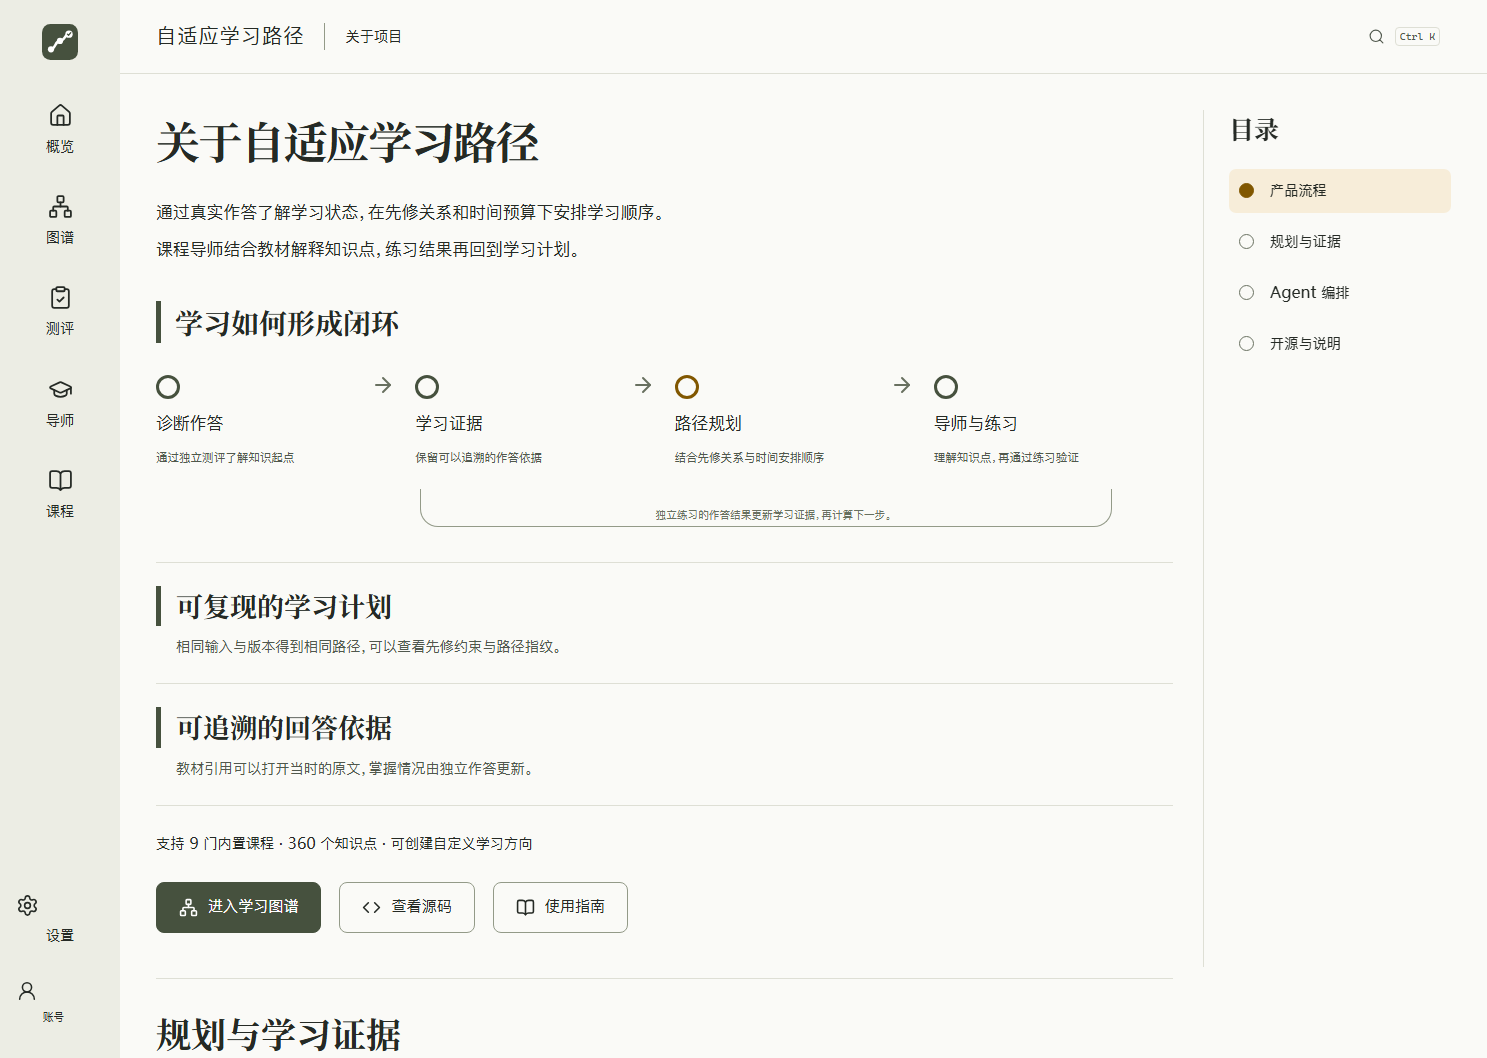 自适应学习路径
关于项目
Ctrl K
概览
图谱
测评
导师
课程
设置
账号
关于自适应学习路径
通过真实作答了解学习状态，在先修关系和时间预算下安排学习顺序。
课程导师结合教材解释知识点，练习结果再回到学习计划。
学习如何形成闭环
诊断作答
通过独立测评了解知识起点
学习证据
保留可以追溯的作答依据
路径规划
结合先修关系与时间安排顺序
导师与练习
理解知识点，再通过练习验证
独立练习的作答结果更新学习证据，再计算下一步。
可复现的学习计划
相同输入与版本得到相同路径，可以查看先修约束与路径指纹。
可追溯的回答依据
教材引用可以打开当时的原文，掌握情况由独立作答更新。
支持 9 门内置课程 · 360 个知识点 · 可创建自定义学习方向
进入学习图谱
查看源码
使用指南
规划与学习证据
目录
产品流程
规划与证据
Agent 编排
开源与说明